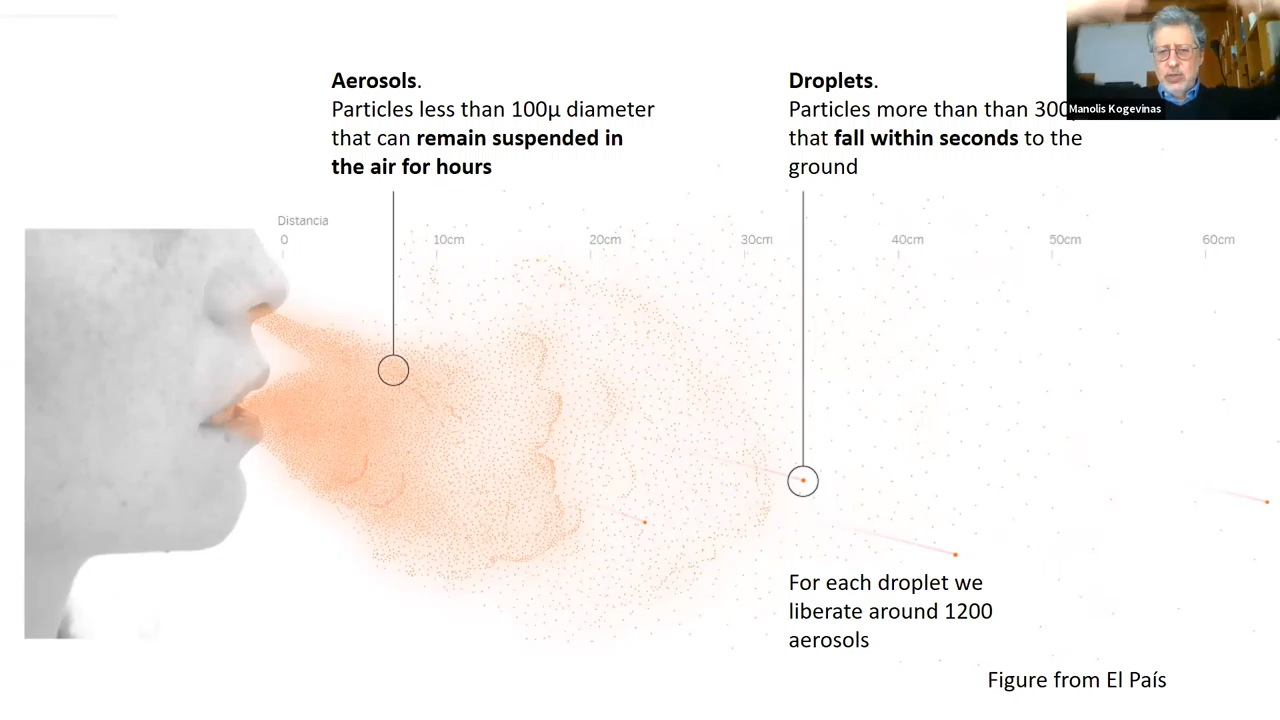 Aerosols.
Particles less than 100µ diameter
that can remain suspended in
the air for hours
Droplets.
Particles more than than 300
that fall within seconds to the
ground
Manolis Kogevinas
Distancia
0
10cm
20cm
30cm
40cm
50cm
60cm
For each droplet we
liberate around 1200
aerosols
Figure from El País